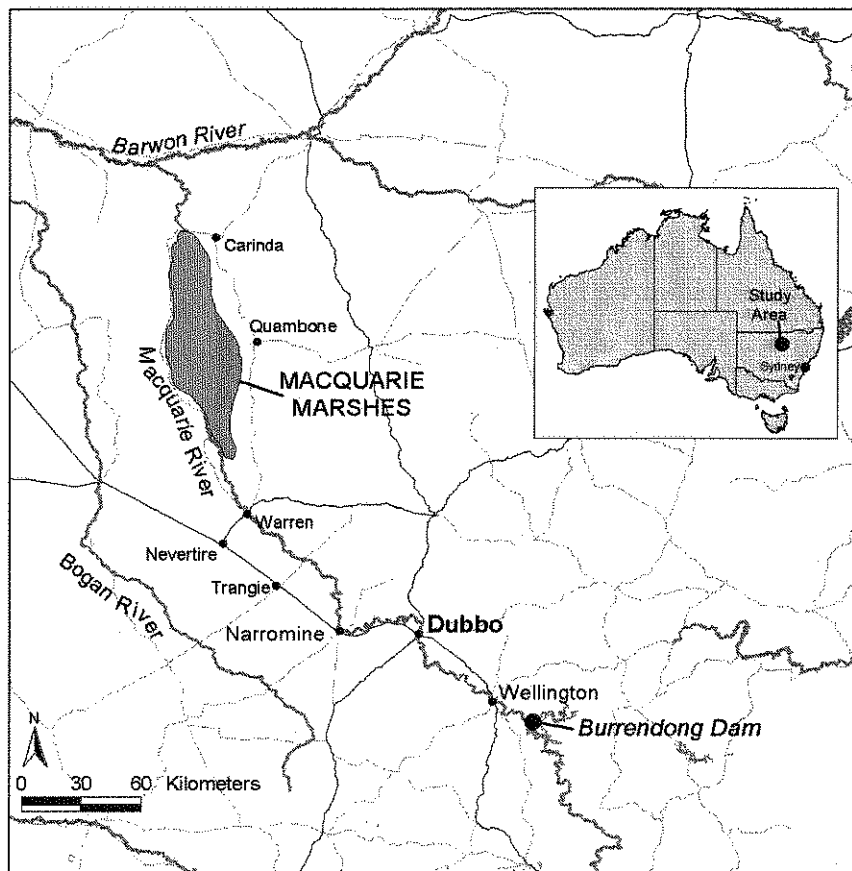 Barwon River
Carinda
Study
Area
Sydney
Quambone
MACQUARIE
MARSHES
Macquarie River
Warren
Nevertire
Bogan River
Trangie
Narromine
Dubbo
Wellington
Burrendong Dam
N
0 30 60 Kilometers